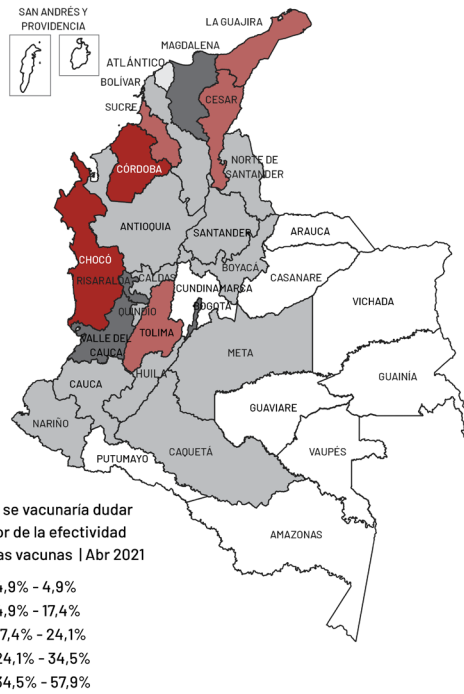 SAN ANDRÉS Y
PROVIDENCIA
LA GUAJIRA
MAGDALENA
ATLÁNTICO
BOLÍVAR
CESAR
SUCRE
NORTE DE
SANTANDER
CÓRDOBA
ANTIOQUIA
SANTANDER
ARAUCA
CHOCÓ
BOYACÁ
RISARALDA
CALDAS
CASANARE
CUNDINAMARCA
VICHADA
BOGOTÁ
QUINDÍO
TOLIMA
VALLE DEL
CAUCA
META
HUILA
GUAINÍA
CAUCA
GUAVIARE
NARIÑO
CAQUETÁ
VAUPÉS
PUTUMAYO
AMAZONAS
se vacunaría dudar
or de la efectividad
as vacunas | Abr 2021
4,9% - 4,9%
4,9% - 17,4%
7,4% - 24,1%
24,1% - 34,5%
34,5% - 57,9%